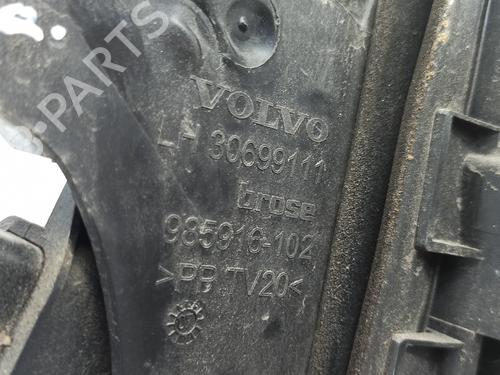 VOLVO
LH 30699111
brose
985916-102
>PP TV20<
B-PARTS